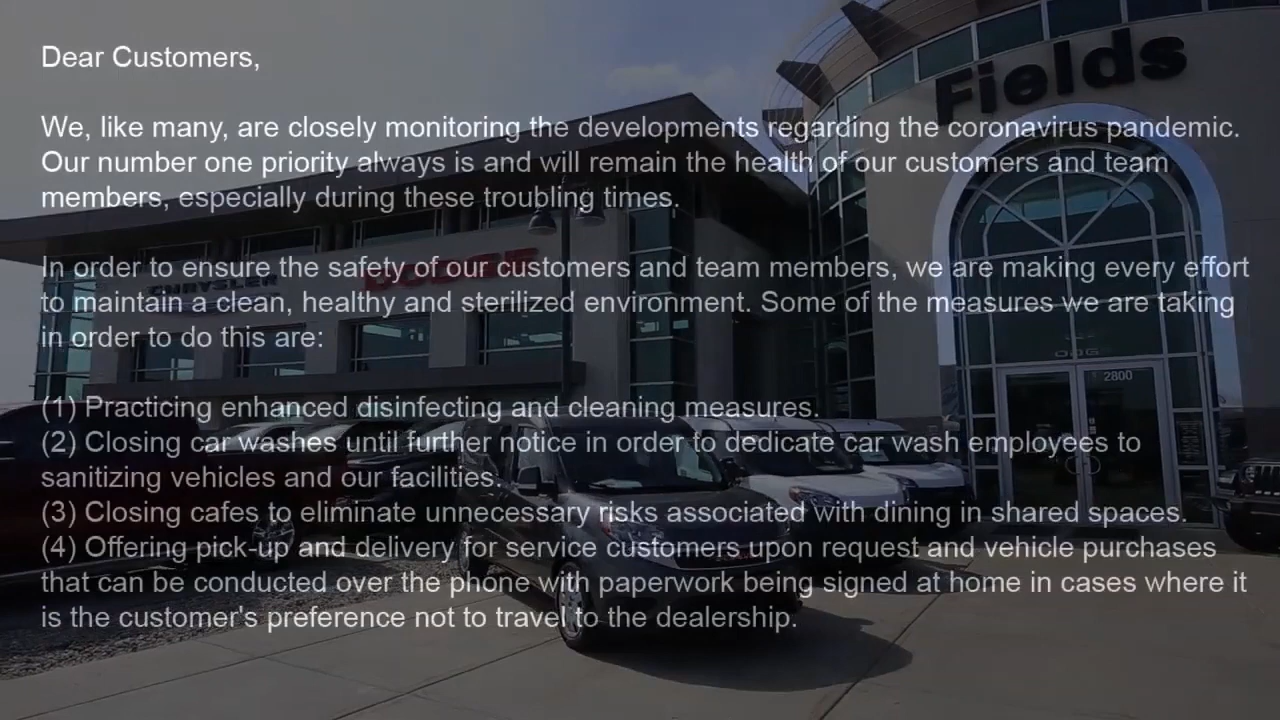 Dear Customers,
We, like many, are closely monitoring the developments regarding the coronavirus pandemic.
Our number one priority always is and will remain the health of our customers and team
members, especially during these troubling times.
In order to ensure the safety of our customers and team members, we are making every effort
to maintain a clean, healthy and sterilized environment. Some of the measures we are taking
in order to do this are:
(1) Practicing enhanced disinfecting and cleaning measures.
(2) Closing car washes until further notice in order to dedicate car wash employees to
sanitizing vehicles and our facilities.
(3) Closing cafes to eliminate unnecessary risks associated with dining in shared spaces.
(4) Offering pick-up and delivery for service customers upon request and vehicle purchases
that can be conducted over the phone with paperwork being signed at home in cases where it
is the customer's preference not to travel to the dealership.
Fields
CHRYSLER
DODGE
2800